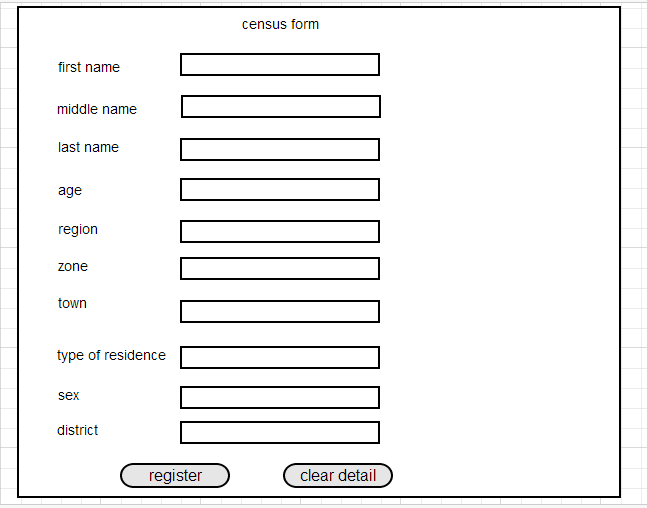 census form
first name
middle name
last name
age
region
zone
town
type of residence
sex
district
register
clear detail